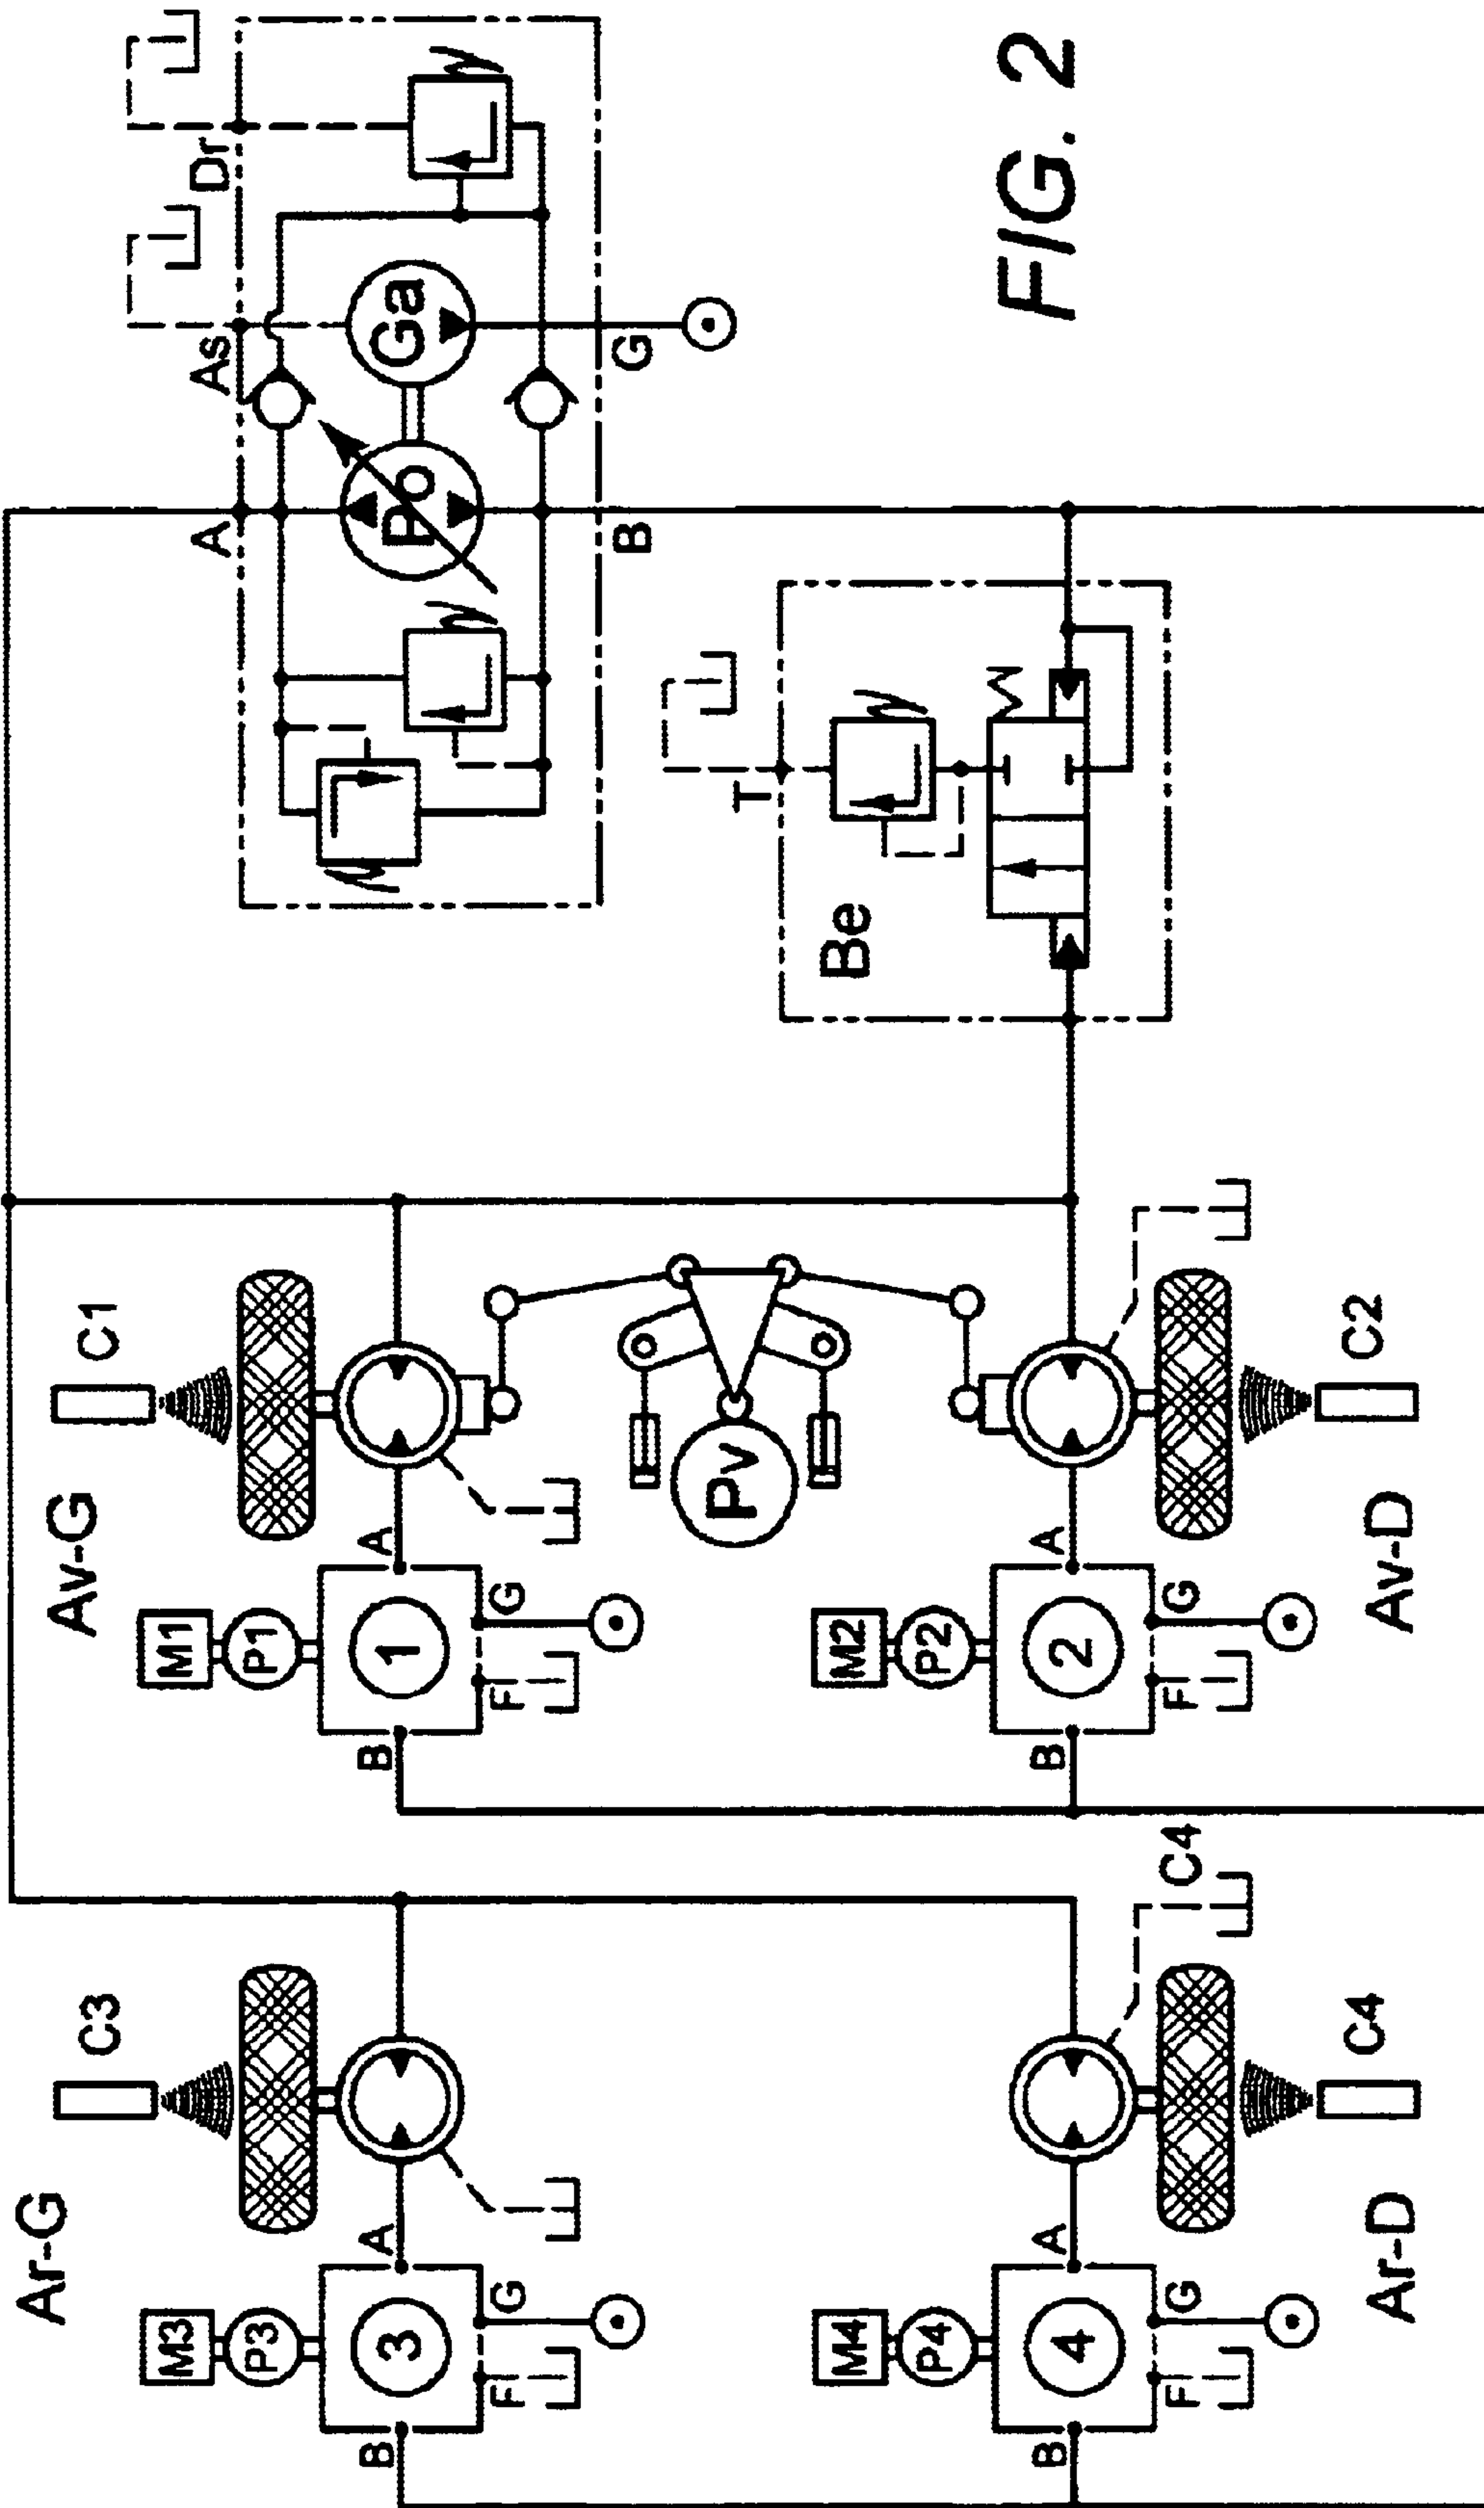 FIG. 2
Ar-G
C3
M3
P3
3
B
A
F
G
M4
P4
4
B
A
F
G
C4
Ar-D
C4
Av-G
C1
M1
P1
1
B
A
F
G
Pv
M2
P2
2
B
A
F
G
Av-D
C2
A
As
Dr
Po
Ga
B
G
T
Be